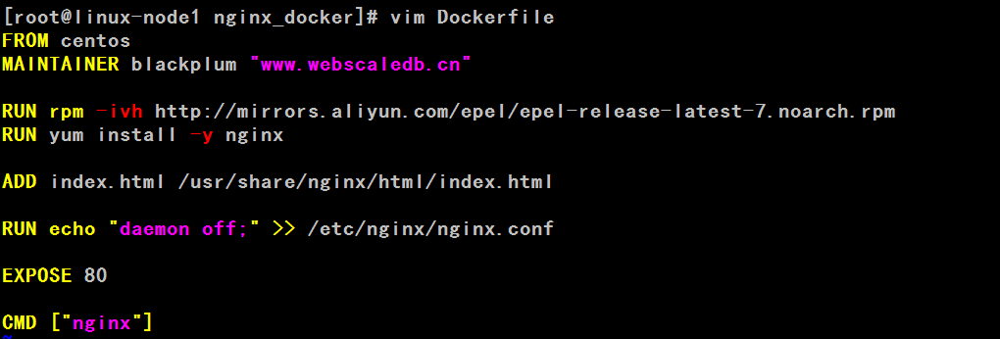 [root@linux-node1 nginx_docker]# vim Dockerfile
FROM centos
MAINTAINER blackplum "www.webscaledb.cn"
RUN rpm -ivh http://mirrors.aliyun.com/epel/epel-release-latest-7.noarch.rpm
RUN yum install -y nginx
ADD index.html /usr/share/nginx/html/index.html
RUN echo "daemon off;" >> /etc/nginx/nginx.conf
EXPOSE 80
CMD ["nginx"]
~